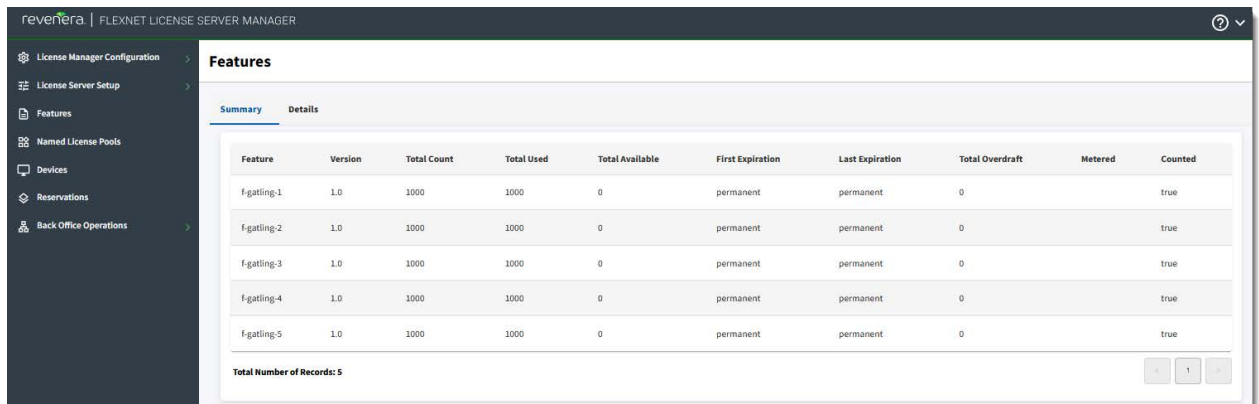 revenera. | FLEXNET LICENSE SERVER MANAGER
License Manager Configuration
License Server Setup
Features
Named License Pools
Devices
Reservations
Back Office Operations
Features
Summary Details
Feature Version Total Count Total Used Total Available First Expiration Last Expiration Total Overdraft Metered Counted
f-gatling-1 1.0 1000 1000 0 permanent permanent 0 true
f-gatling-2 1.0 1000 1000 0 permanent permanent 0 true
f-gatling-3 1.0 1000 1000 0 permanent permanent 0 true
f-gatling-4 1.0 1000 1000 0 permanent permanent 0 true
f-gatling-5 1.0 1000 1000 0 permanent permanent 0 true
Total Number of Records: 5
1